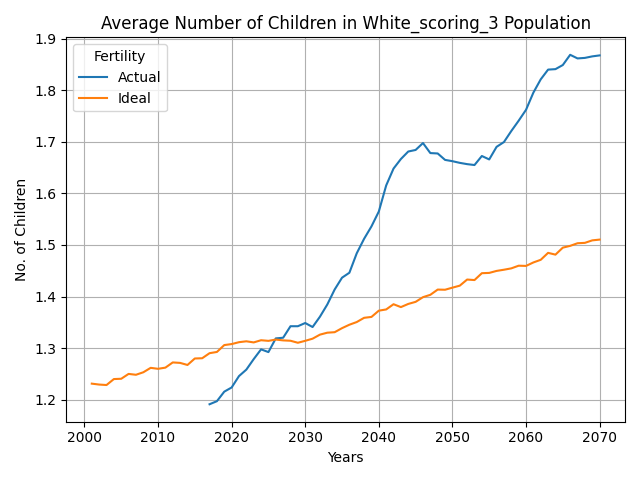 Average Number of Children in White_scoring_3 Population
Fertility
Actual
Ideal
No. of Children
1.9
1.8
1.7
1.6
1.5
1.4
1.3
1.2
2000 2010 2020 2030 2040 2050 2060 2070
Years